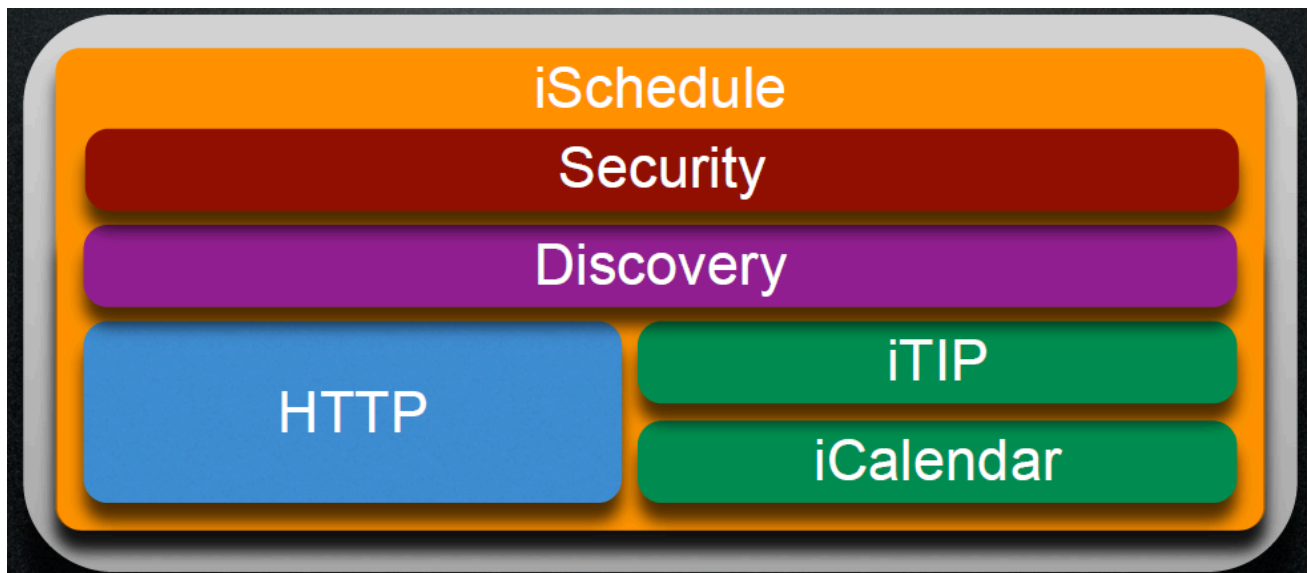 iSchedule
Security
Discovery
HTTP
iTIP
iCalendar